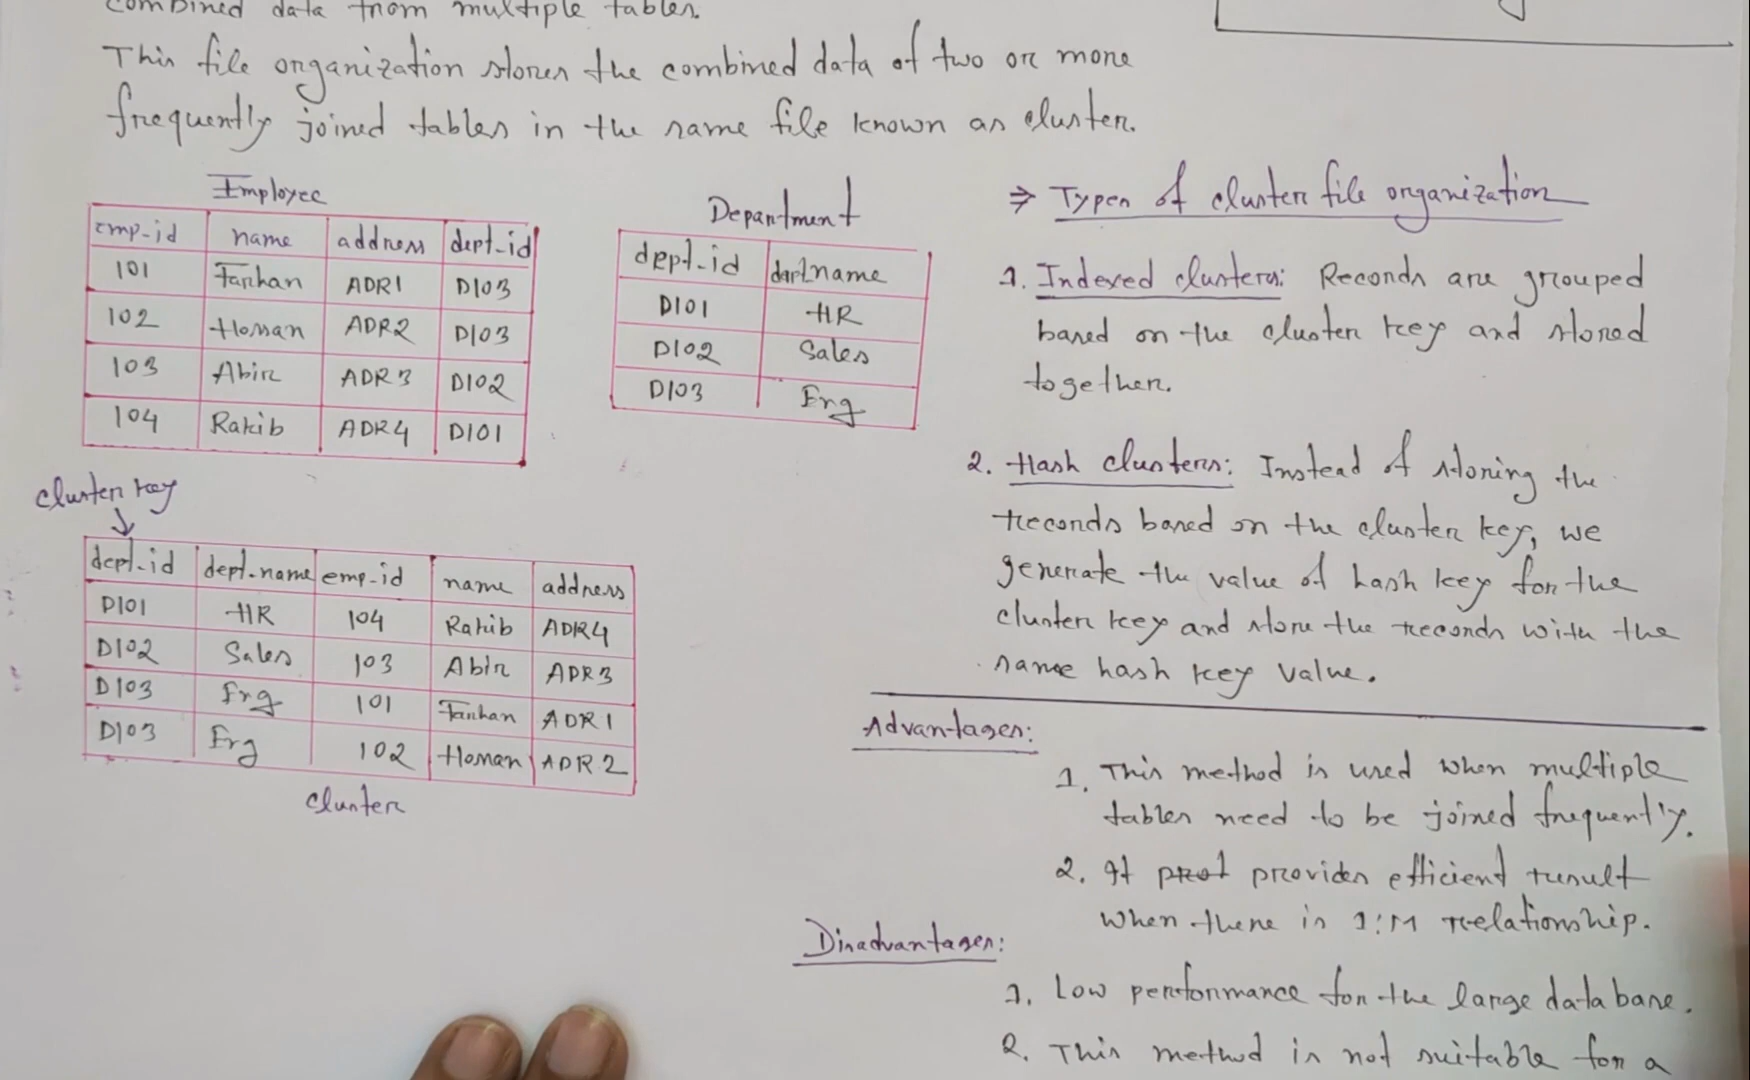 combined data from multiple tables.
This file organization stores the combined data of two or more
frequently joined tables in the same file known as cluster.
Employee
emp-id name address dept-id
101 Farhan ADR1 D103
102 Hossan ADR2 D103
103 Abir ADR3 D102
104 Rakib ADR4 D101
Department
dept-id
D101 HR
D102 Sales
D103 Eng
cluster key
dept-id dept-name emp-id name address
D101 HR 104 Rakib ADR4
D102 Sales 103 Abir ADR3
D103 Eng 101 Farhan ADR1
D103 Eng 102 Hossan ADR2
cluster
⇒ Types of cluster file organization
1. Indexed clusters: Records are grouped
based on the cluster key and stored
together.
2. Hash clusters: Instead of storing the
records based on the cluster key, we
generate the value of hash key for the
cluster key and store the records with the
same hash key value.
Advantages:
1. This method is used when multiple
tables need to be joined frequently.
2. It provides efficient result
when there is 1:M relationship.
Disadvantages:
1. Low performance for the large database.
2. This method is not suitable for a